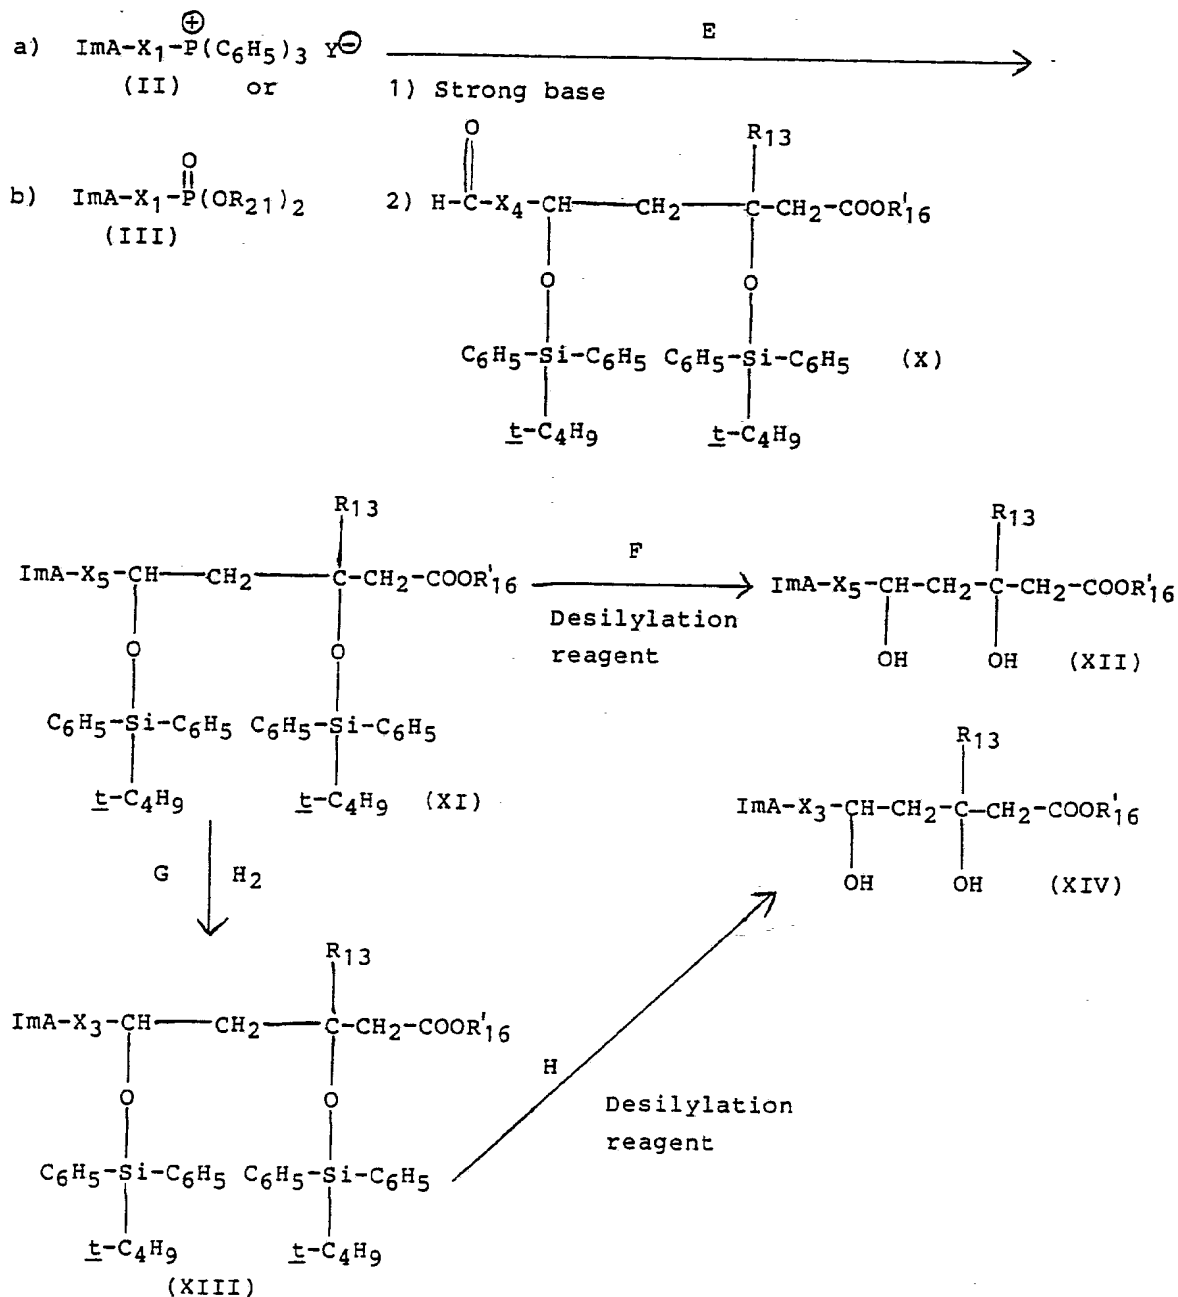 a) ImA-X1-P⊕(C6H5)3 Y⊖
E
(II) or
1) Strong base
b) ImA-X1-P(=O)(OR21)2
(III)
2) H-C(=O)-X4-CH-CH2-C-CH2-COOR'16
R13
O O
C6H5-Si-C6H5 C6H5-Si-C6H5 (X)
t-C4H9 t-C4H9
R13
ImA-X5-CH-CH2-C-CH2-COOR'16
O O
C6H5-Si-C6H5 C6H5-Si-C6H5
t-C4H9 t-C4H9 (XI)
F
Desilylation
reagent
R13
ImA-X5-CH-CH2-C-CH2-COOR'16
OH OH (XII)
G H2
R13
ImA-X3-CH-CH2-C-CH2-COOR'16
OH OH (XIV)
R13
ImA-X3-CH-CH2-C-CH2-COOR'16
O O
C6H5-Si-C6H5 C6H5-Si-C6H5
t-C4H9 t-C4H9
(XIII)
H
Desilylation
reagent